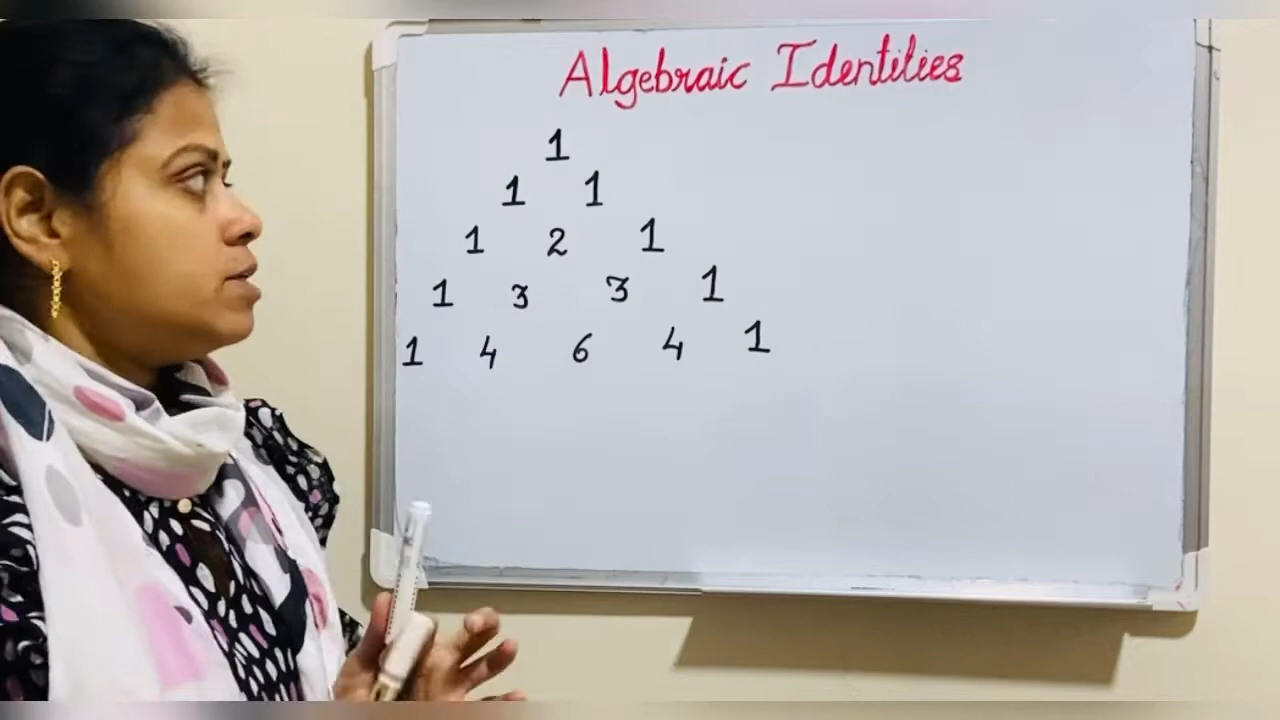 Algebraic Identities
1
1 1
1 2 1
1 3 3 1
1 4 6 4 1